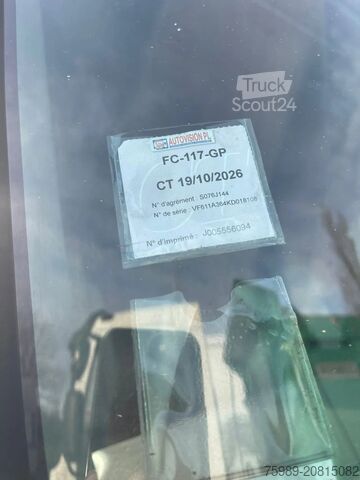 Truck
Scout24
AUTOVISION PL
FC-117-GP
CT 19/10/2026
N° d'agrément : S076J144
N° de série : VF611A364KD018108
N° d'imprimé : J005556094
75989-20815082